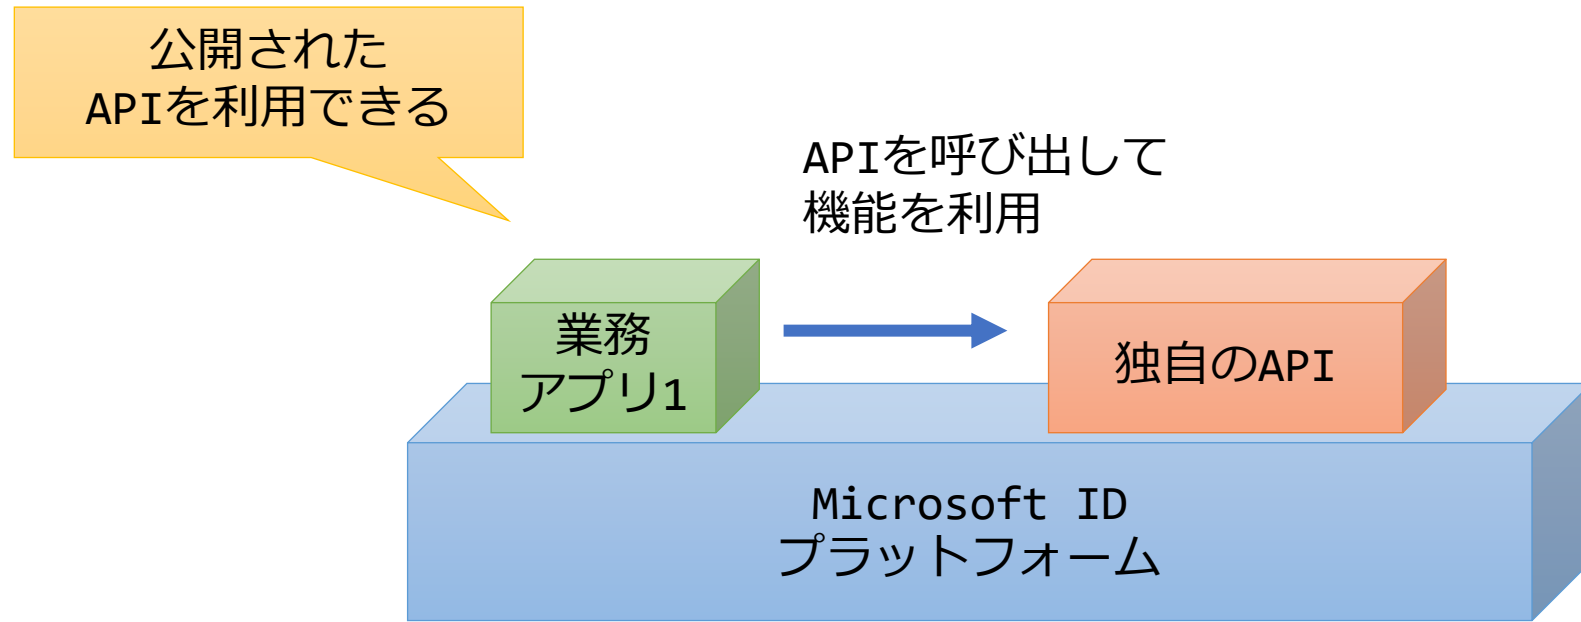 公開された
APIを利用できる
APIを呼び出して
機能を利用
業務
アプリ1
独自のAPI
Microsoft ID
プラットフォーム